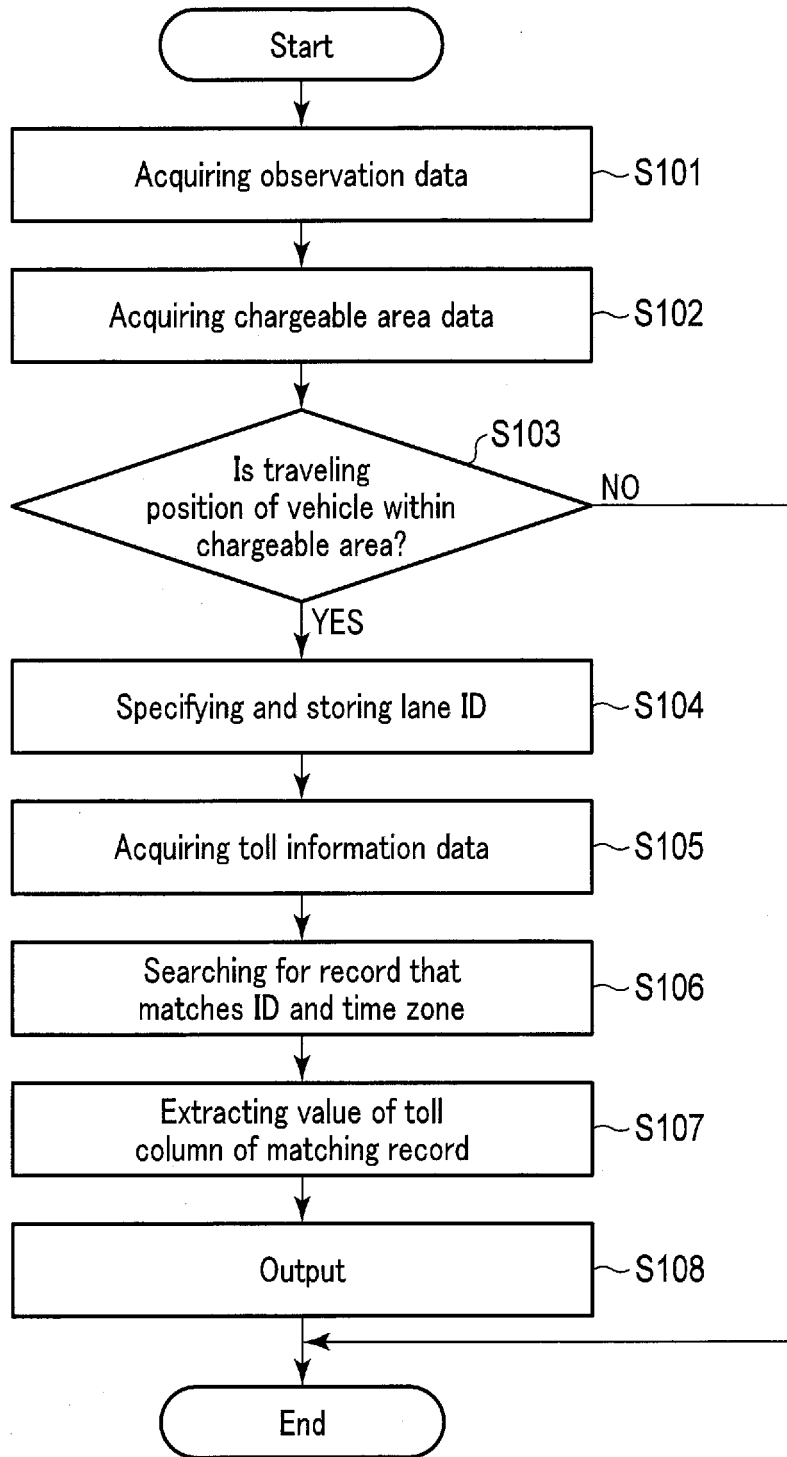 Start
Acquiring observation data
S101
Acquiring chargeable area data
S102
S103
Is traveling
position of vehicle within
chargeable area?
NO
YES
Specifying and storing lane ID
S104
Acquiring toll information data
S105
Searching for record that
matches ID and time zone
S106
Extracting value of toll
column of matching record
S107
Output
S108
End